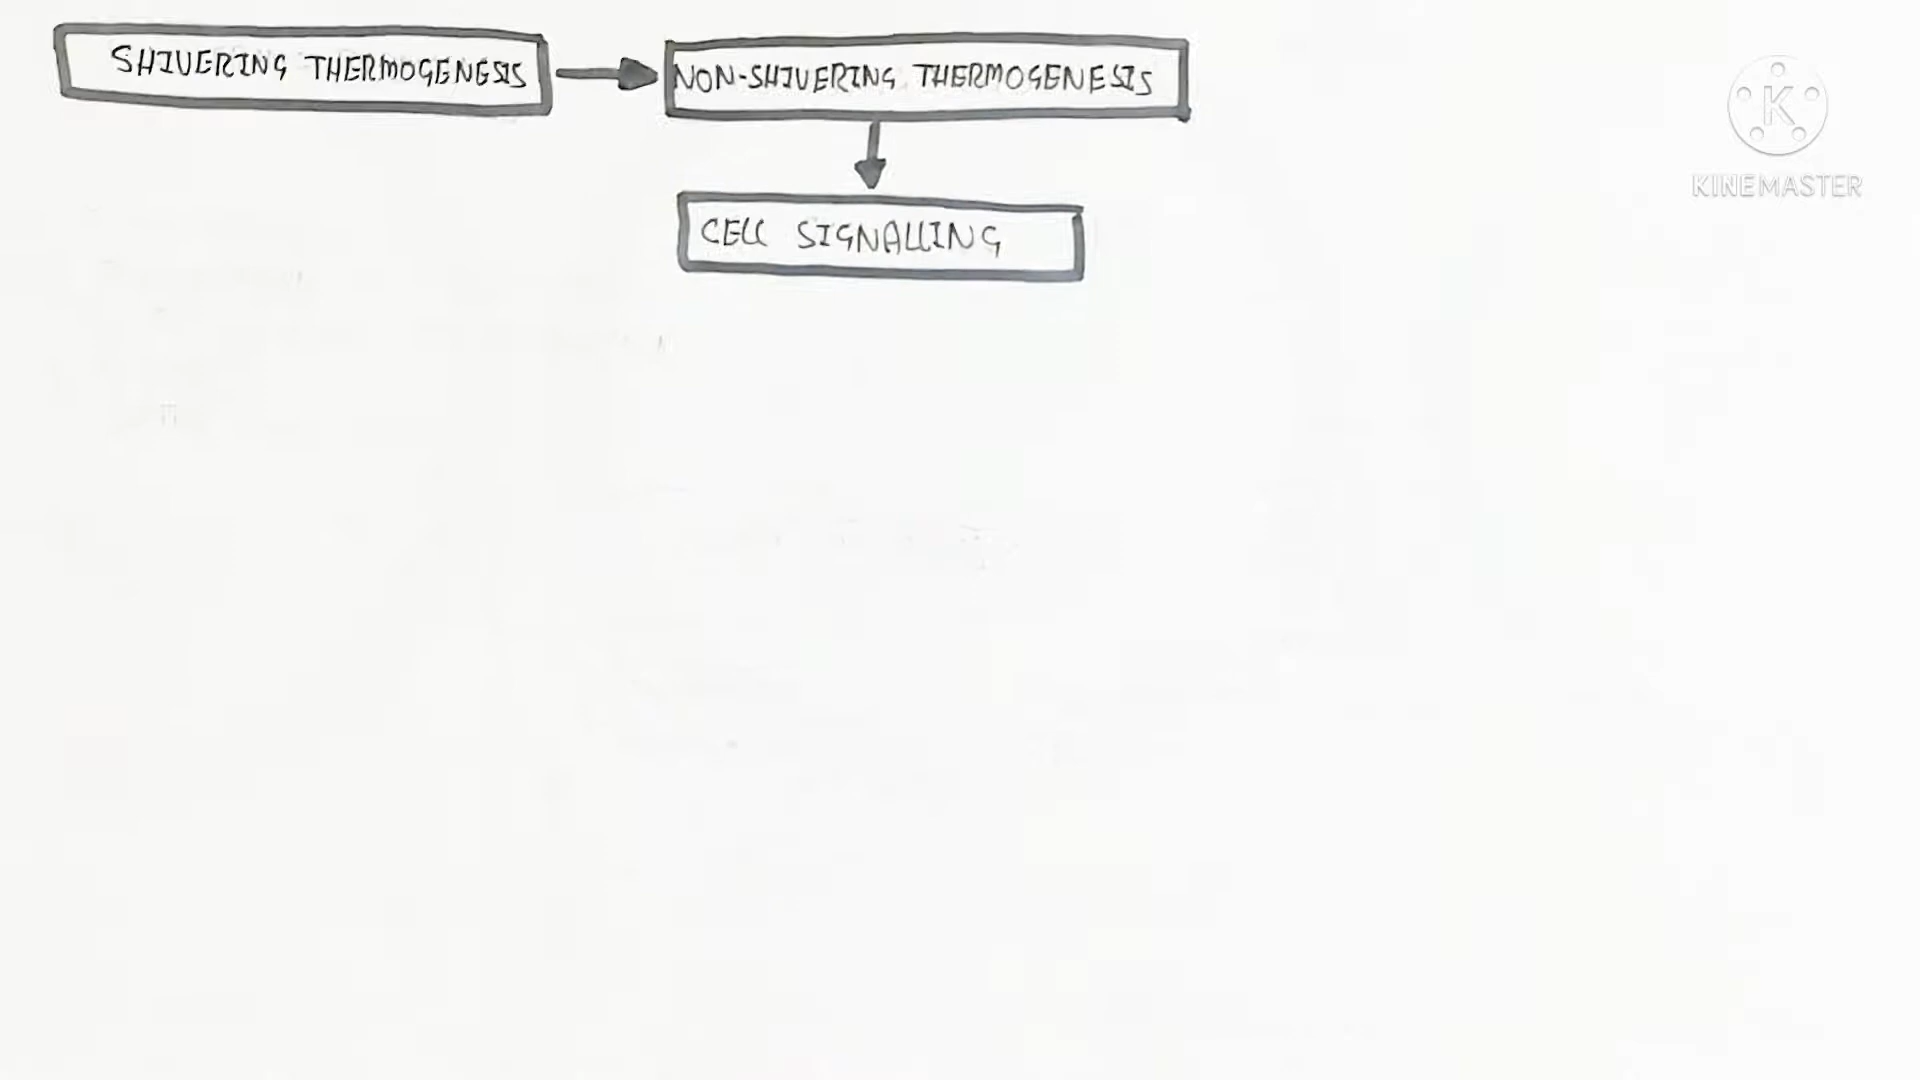 SHIVERING THERMOGENESIS
NON-SHIVERING THERMOGENESIS
CELL SIGNALLING
K
KINEMASTER